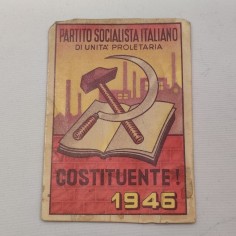 PARTITO SOCIALISTA ITALIANO
DI UNITA' PROLETARIA
COSTITUENTE!
1946